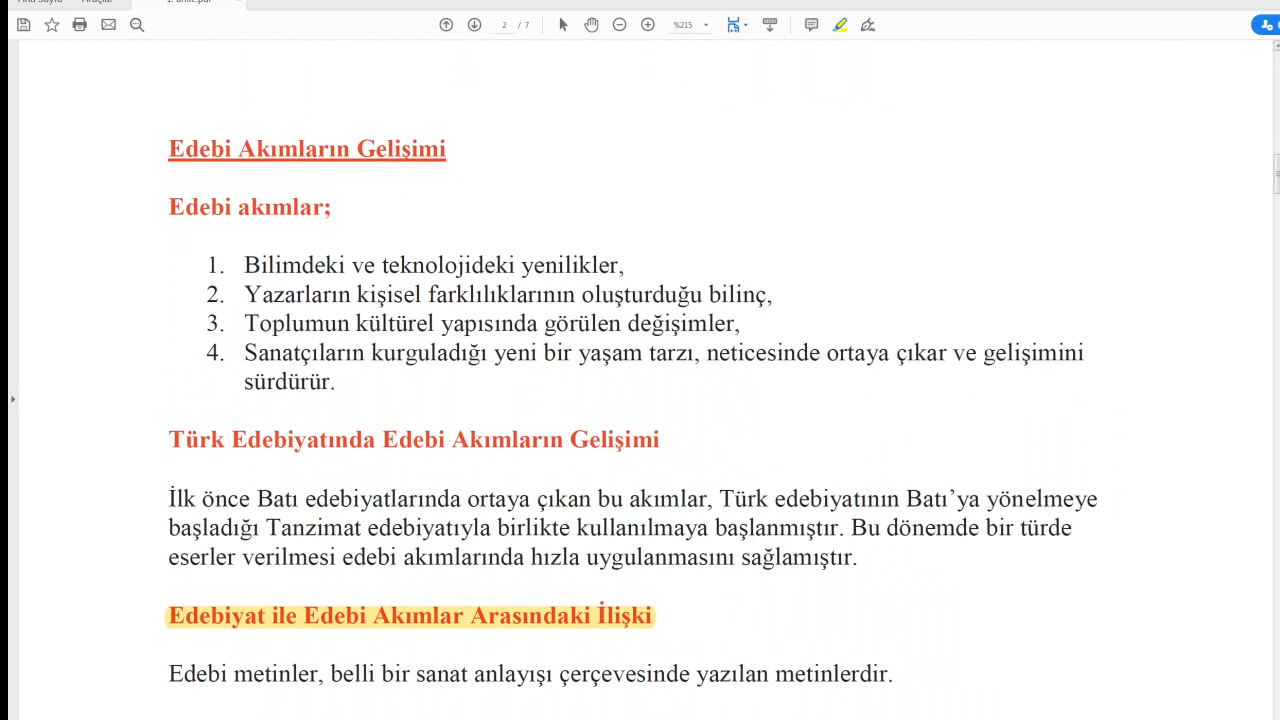 2 / 7
%215
Edebi Akımların Gelişimi
Edebi akımlar;
1. Bilimdeki ve teknolojideki yenilikler,
2. Yazarların kişisel farklılıklarının oluşturduğu bilinç,
3. Toplumun kültürel yapısında görülen değişimler,
4. Sanatçıların kurguladığı yeni bir yaşam tarzı, neticesinde ortaya çıkar ve gelişimini
sürdürür.
Türk Edebiyatında Edebi Akımların Gelişimi
İlk önce Batı edebiyatlarında ortaya çıkan bu akımlar, Türk edebiyatının Batı’ya yönelmeye
başladığı Tanzimat edebiyatıyla birlikte kullanılmaya başlanmıştır. Bu dönemde bir türde
eserler verilmesi edebi akımlarında hızla uygulanmasını sağlamıştır.
Edebiyat ile Edebi Akımlar Arasındaki İlişki
Edebi metinler, belli bir sanat anlayışı çerçevesinde yazılan metinlerdir.